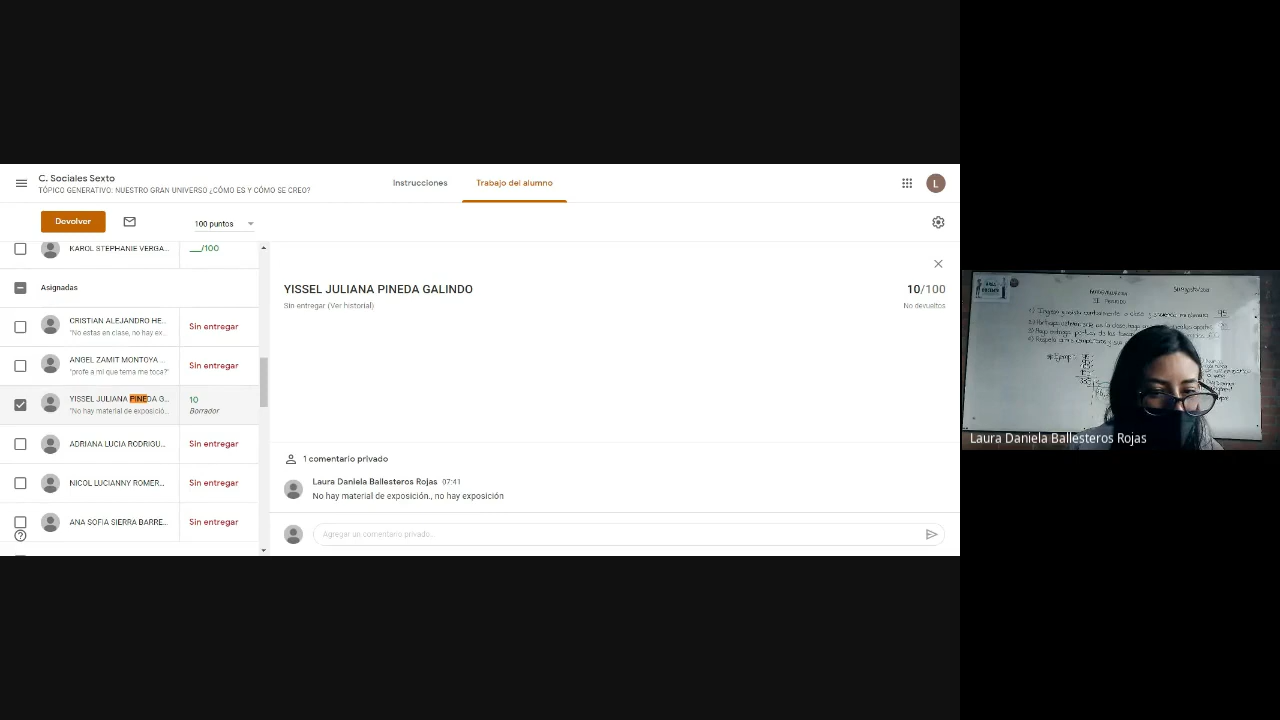 C. Sociales Sexto
TÓPICO GENERATIVO: NUESTRO GRAN UNIVERSO ¿CÓMO ES Y CÓMO SE CREO?
Instrucciones
Trabajo del alumno
L
Devolver
100 puntos
KAROL STEPHANIE VERGA...
__/100
Asignadas
CRISTIAN ALEJANDRO HE...
"No estas en clase, no hay ex...
Sin entregar
ANGEL ZAMIT MONTOYA ...
"profe a mi que tema me toca?"
Sin entregar
YISSEL JULIANA PINEDA G...
"No hay material de exposició...
10
Borrador
ADRIANA LUCIA RODRIGU...
Sin entregar
NICOL LUCIANNY ROMER...
Sin entregar
ANA SOFIA SIERRA BARRE...
Sin entregar
YISSEL JULIANA PINEDA GALINDO
10/100
Sin entregar (Ver historial)
No devueltos
1 comentario privado
Laura Daniela Ballesteros Rojas 07:41
No hay material de exposición., no hay exposición
Agregar un comentario privado...
Laura Daniela Ballesteros Rojas